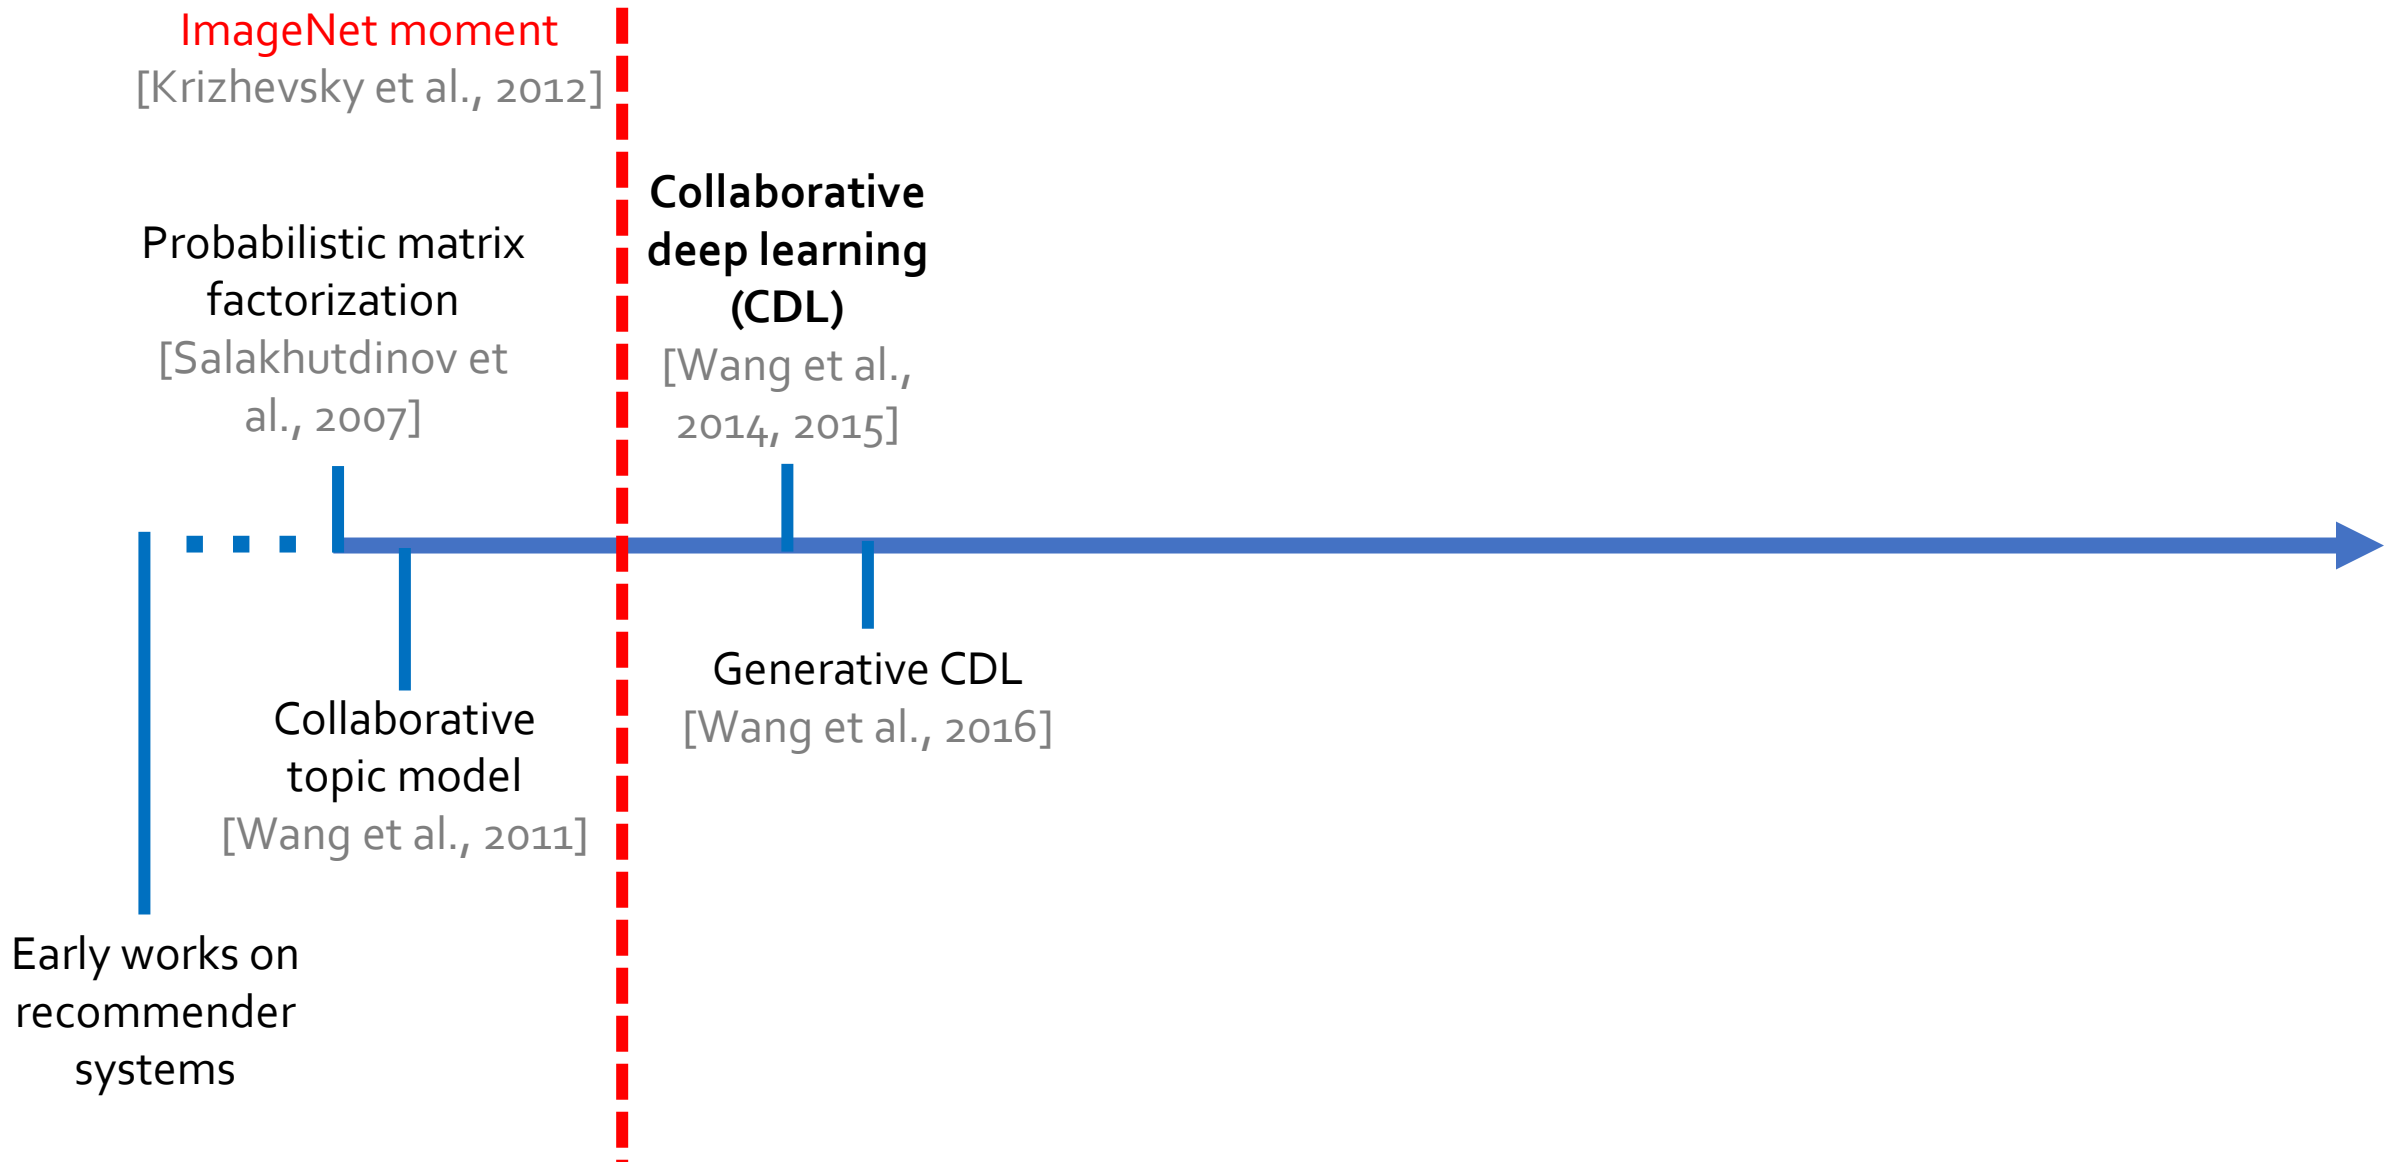 ImageNet moment
[Krizhevsky et al., 2012]
Probabilistic matrix
factorization
[Salakhutdinov et
al., 2007]
Collaborative
deep learning
(CDL)
[Wang et al.,
2014, 2015]
Collaborative
topic model
[Wang et al., 2011]
Generative CDL
[Wang et al., 2016]
Early works on
recommender
systems